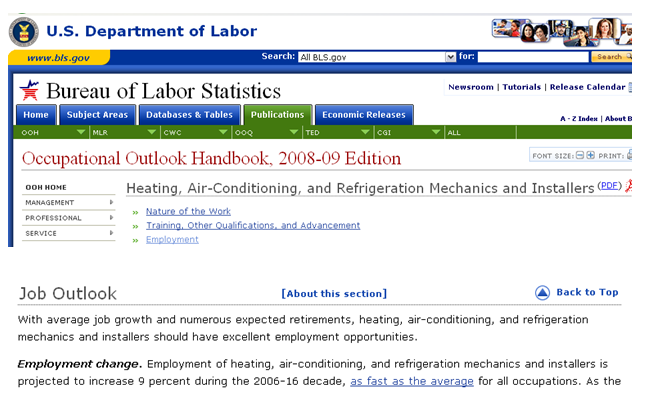 U.S. Department of Labor
www.bls.gov Search: All BLS.gov for: Search
Bureau of Labor Statistics
Newsroom | Tutorials | Release Calendar
Home Subject Areas Databases & Tables Publications Economic Releases
A - Z Index | About B
OOH MLR CWC OOQ TED CGI ALL
Occupational Outlook Handbook, 2008-09 Edition
FONT SIZE: PRINT:
OOH HOME
MANAGEMENT
PROFESSIONAL
SERVICE
Heating, Air-Conditioning, and Refrigeration Mechanics and Installers (PDF)
Nature of the Work
Training, Other Qualifications, and Advancement
Employment
Job Outlook [About this section] Back to Top
With average job growth and numerous expected retirements, heating, air-conditioning, and refrigeration
mechanics and installers should have excellent employment opportunities.
Employment change. Employment of heating, air-conditioning, and refrigeration mechanics and installers is
projected to increase 9 percent during the 2006-16 decade, as fast as the average for all occupations. As the